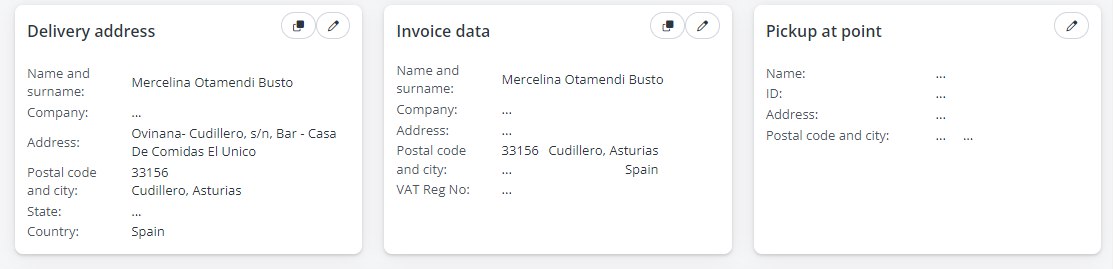 Delivery address
Name and
surname:
Mercelina Otamendi Busto
Company:
...
Address:
Ovinana- Cudillero, s/n, Bar - Casa
De Comidas El Unico
Postal code
and city:
33156
Cudillero, Asturias
State:
...
Country:
Spain
Invoice data
Name and
surname:
Mercelina Otamendi Busto
Company:
...
Address:
...
Postal code
and city:
33156 Cudillero, Asturias
... Spain
VAT Reg No:
...
Pickup at point
Name:
...
ID:
...
Address:
...
Postal code and city:
... ...